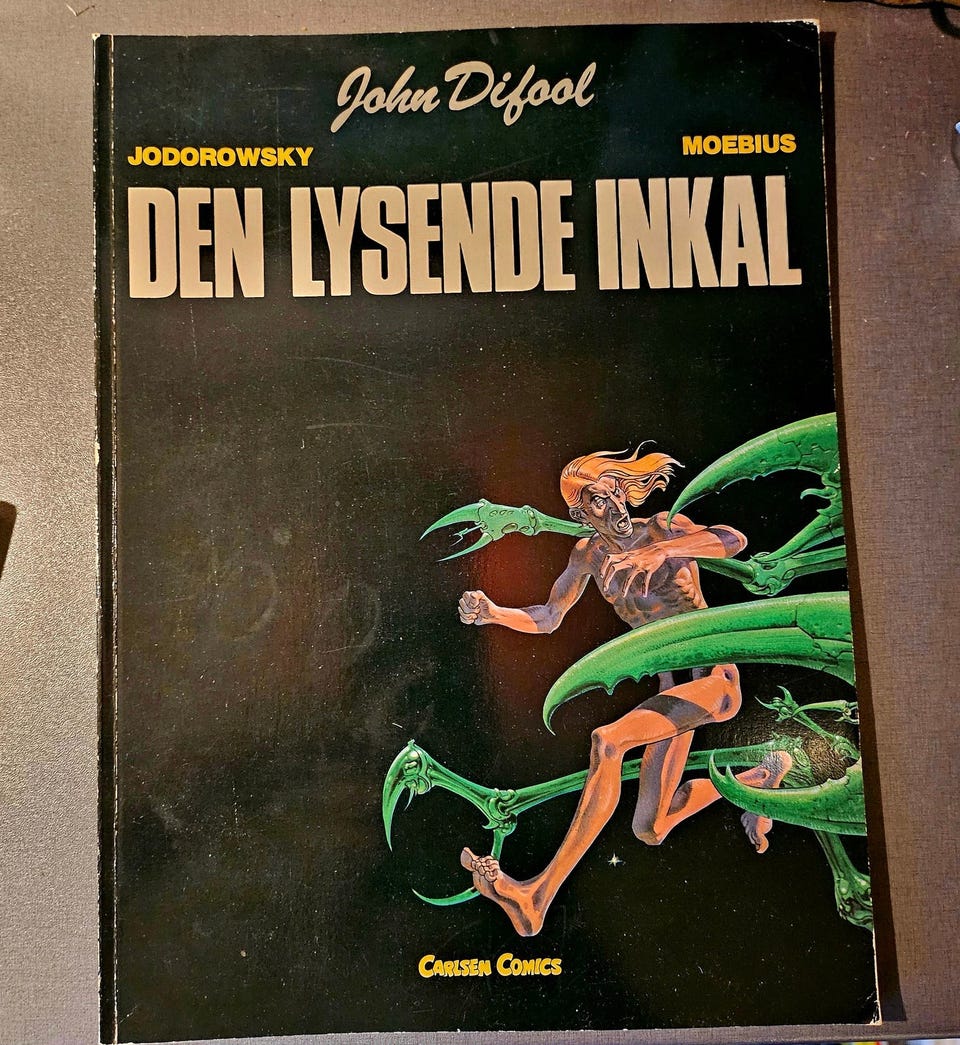 John Difool
JODOROWSKY MOEBIUS
DEN LYSENDE INKAL
CARLSEN COMICS